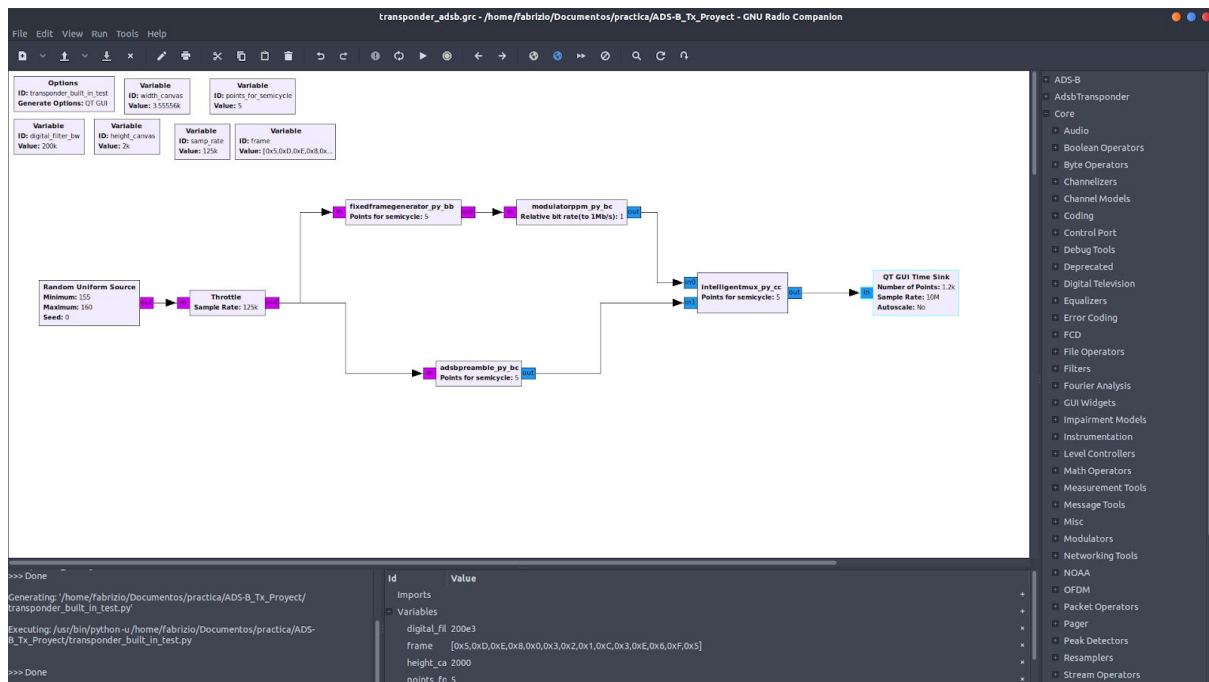 transponder_adsb.grc - /home/fabrizio/Documentos/practica/ADS-B_Tx_Proyect - GNU Radio Companion
File Edit View Run Tools Help
Options
ID: transponder_built_in_test
Generate Options: QT GUI
Variable
ID: width_canvas
Value: 3.55556k
Variable
ID: points_for_semicycle
Value: 5
Variable
ID: digital_filter_bw
Value: 200k
Variable
ID: height_canvas
Value: 2k
Variable
ID: samp_rate
Value: 125k
Variable
ID: frame
Value: [0x5,0xD,0xE,0x8,0x...
fixedframegenerator_py_bb
in
Points for semicycle: 5
out
modulatorppm_py_bc
in
Relative bit rate(to 1Mb/s): 1
out
Random Uniform Source
Minimum: 155
Maximum: 160
Seed: 0
out
Throttle
in
Sample Rate: 125k
out
intelligentmux_py_cc
in0
in1
Points for semicycle: 5
out
QT GUI Time Sink
in
Number of Points: 1.2k
Sample Rate: 10M
Autoscale: No
adsbpreamble_py_bc
in
Points for semicycle: 5
out
ADS-B
AdsbTransponder
Core
Audio
Boolean Operators
Byte Operators
Channelizers
Channel Models
Coding
Control Port
Debug Tools
Deprecated
Digital Television
Equalizers
Error Coding
FCD
File Operators
Filters
Fourier Analysis
GUI Widgets
Impairment Models
Instrumentation
Level Controllers
Math Operators
Measurement Tools
Message Tools
Misc
Modulators
Networking Tools
NOAA
OFDM
Packet Operators
Pager
Peak Detectors
Resamplers
Stream Operators
>>> Done
Generating: '/home/fabrizio/Documentos/practica/ADS-B_Tx_Proyect/
transponder_built_in_test.py'
Executing: /usr/bin/python -u /home/fabrizio/Documentos/practica/ADS-
B_Tx_Proyect/transponder_built_in_test.py
>>> Done
Id Value
Imports
Variables
digital_fil 200e3
frame [0x5,0xD,0xE,0x8,0x0,0x3,0x2,0x1,0xC,0x3,0xE,0x6,0xF,0x5]
height_ca 2000
points_fo 5